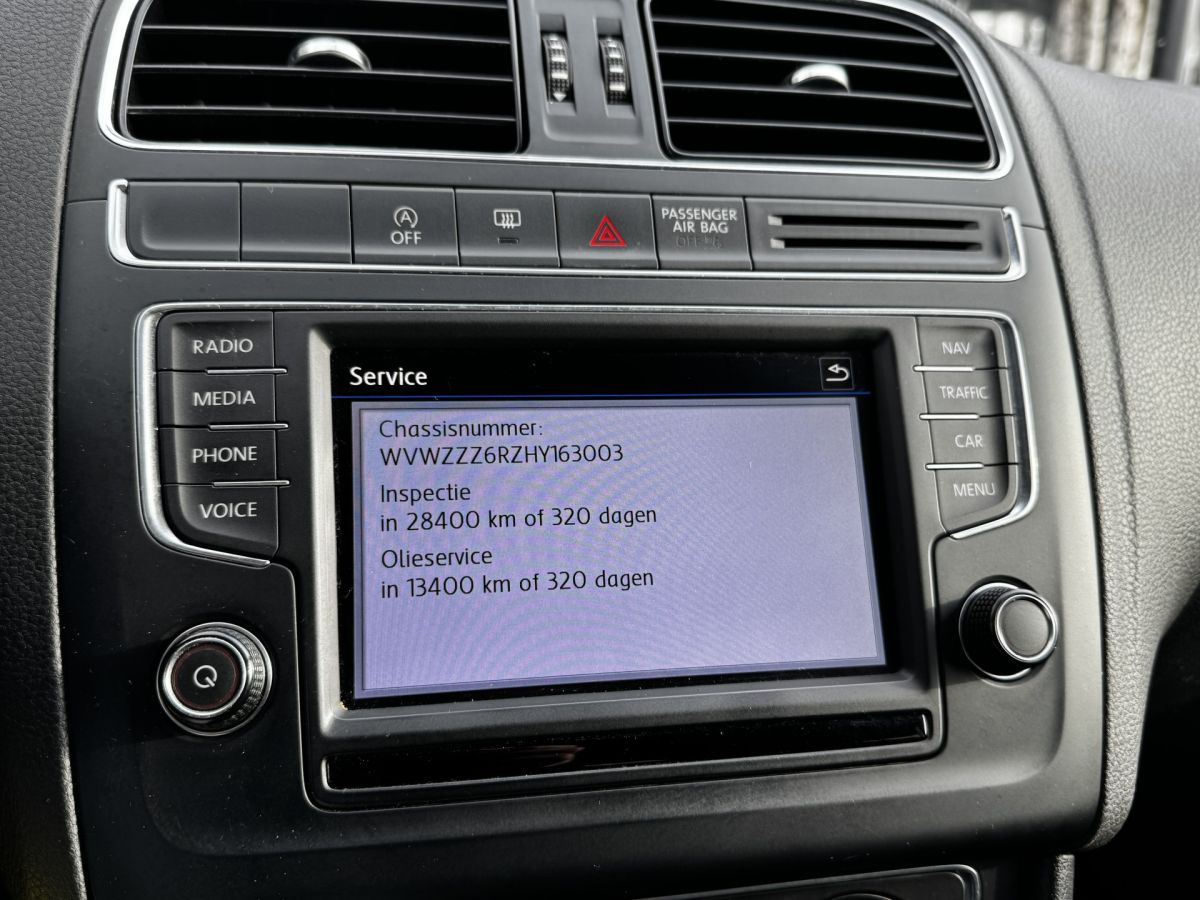 OFF
PASSENGER
AIR BAG
OFF
RADIO
MEDIA
PHONE
VOICE
Service
Chassisnummer:
WVWZZZ6RZHY163003
Inspectie
in 28400 km of 320 dagen
Olieservice
in 13400 km of 320 dagen
NAV
TRAFFIC
CAR
MENU